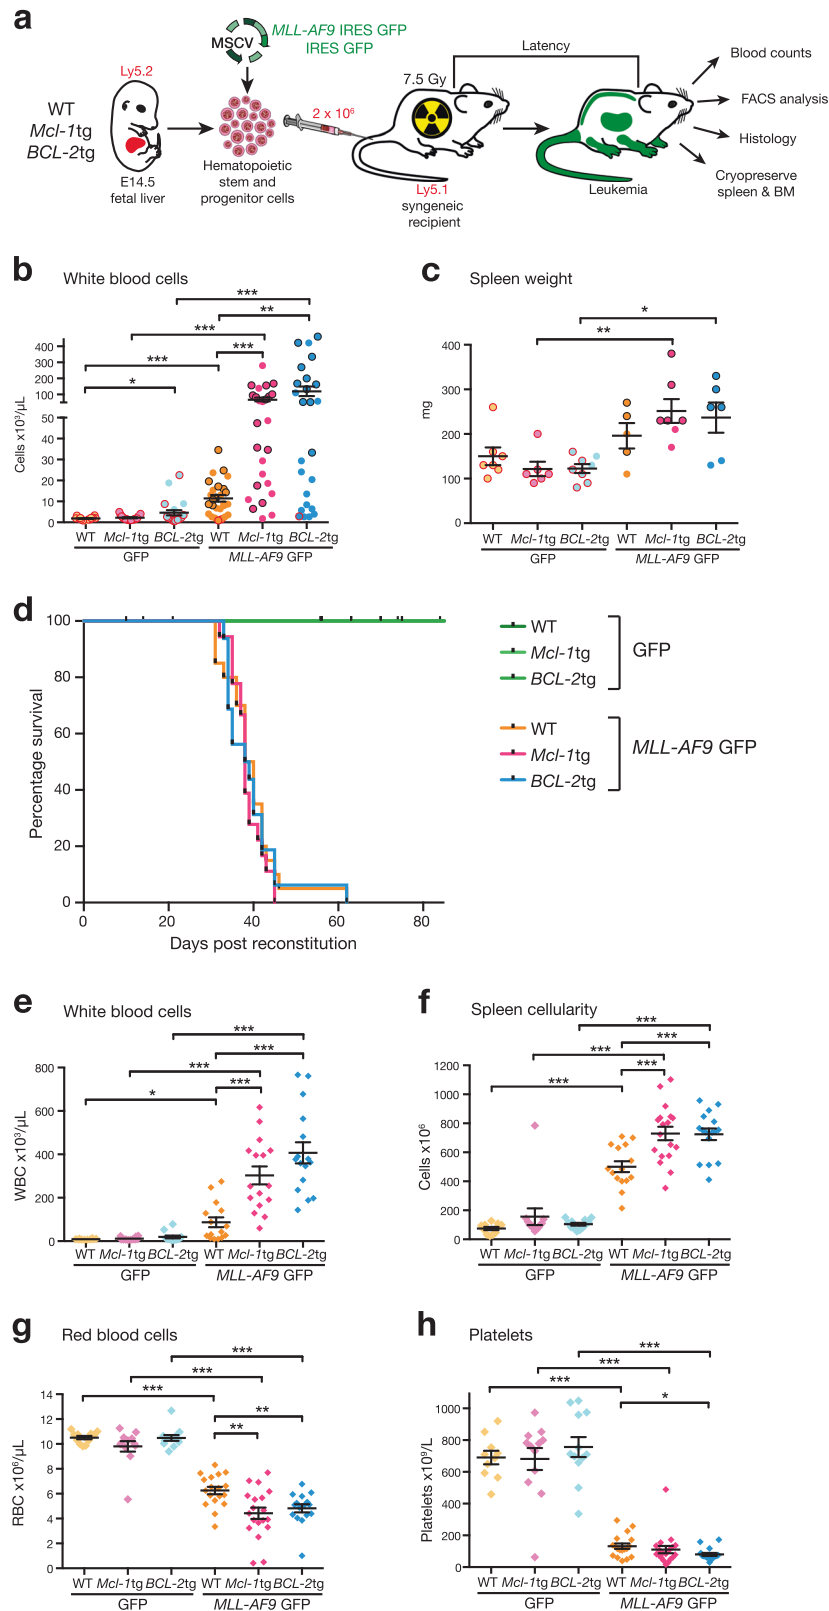 a
MLL-AF9 IRES GFP
IRES GFP
MSCV
Latency
Ly5.2
7.5 Gy
Blood counts
WT
Mcl-1tg
BCL-2tg
2 x 10⁶
FACS analysis
Histology
E14.5
fetal liver
Hematopoietic
stem and
progenitor cells
Ly5.1
syngeneic
recipient
Leukemia
Cryopreserve
spleen & BM
b
White blood cells
***
**
***
***
***
*
Cells x10³/µL
400
300
200
100
50
40
30
20
10
0
WT Mcl-1tg BCL-2tg WT Mcl-1tg BCL-2tg
GFP MLL-AF9 GFP
c
Spleen weight
*
**
mg
400
300
200
100
0
WT Mcl-1tg BCL-2tg WT Mcl-1tg BCL-2tg
GFP MLL-AF9 GFP
d
Percentage survival
100
80
60
40
20
0
0 20 40 60 80
Days post reconstitution
WT
Mcl-1tg
BCL-2tg
GFP
WT
Mcl-1tg
BCL-2tg
MLL-AF9 GFP
e
White blood cells
***
***
***
***
*
WBC x10³/µL
800
600
400
200
0
WT Mcl-1tg BCL-2tg WT Mcl-1tg BCL-2tg
GFP MLL-AF9 GFP
f
Spleen cellularity
***
***
***
***
***
Cells x10⁶
1200
1000
800
600
400
200
0
WT Mcl-1tg BCL-2tg WT Mcl-1tg BCL-2tg
GFP MLL-AF9 GFP
g
Red blood cells
***
***
***
**
**
RBC x10⁶/µL
14
12
10
8
6
4
2
0
WT Mcl-1tg BCL-2tg WT Mcl-1tg BCL-2tg
GFP MLL-AF9 GFP
h
Platelets
***
***
***
*
Platelets x10⁹/L
1000
800
600
400
200
0
WT Mcl-1tg BCL-2tg WT Mcl-1tg BCL-2tg
GFP MLL-AF9 GFP